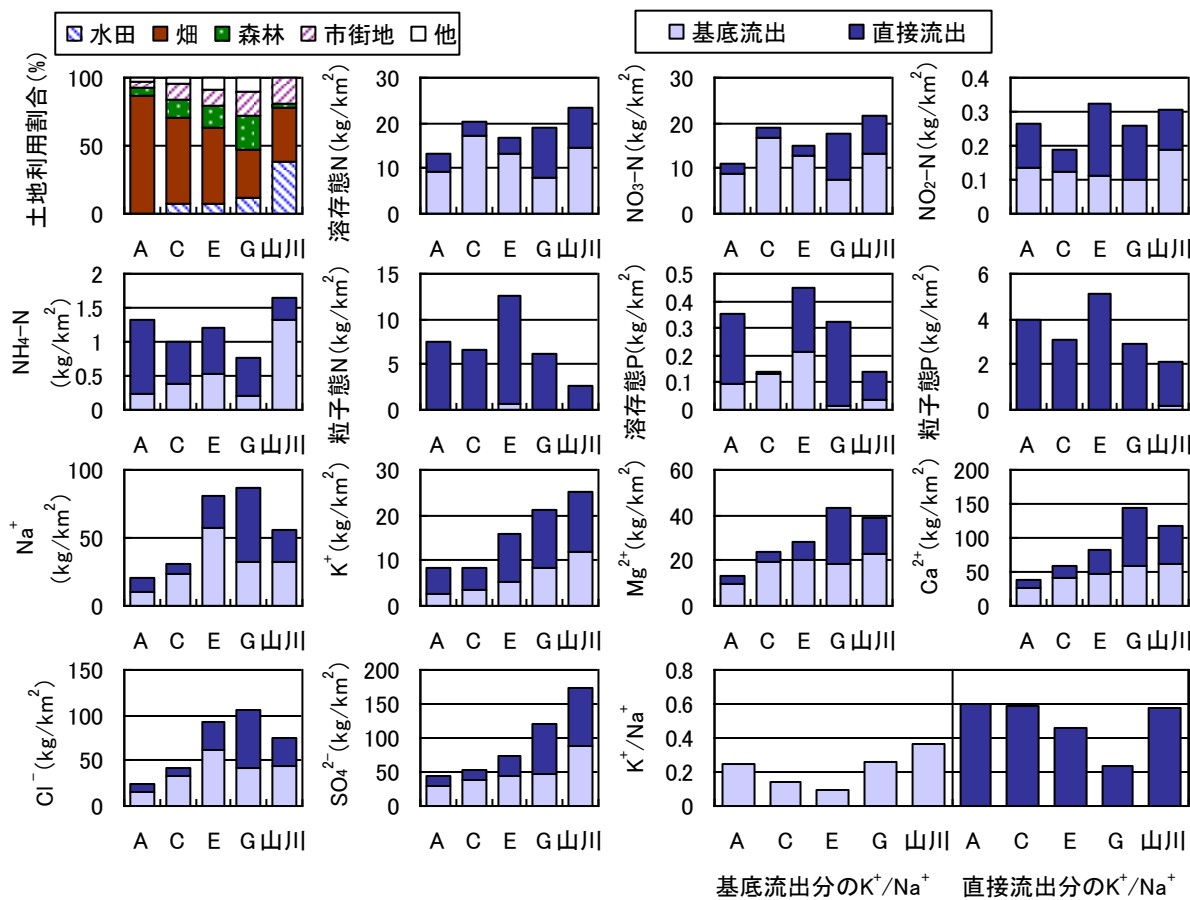 水田 畑 森林 市街地 他
基底流出 直接流出
土地利用割合(%)
100
50
0
A C E G 山川
溶存態N(kg/km²)
30
20
10
0
A C E G 山川
NO₃-N(kg/km²)
30
20
10
0
A C E G 山川
NO₂-N(kg/km²)
0.4
0.3
0.2
0.1
0
A C E G 山川
NH₄-N
(kg/km²)
2
1.5
1
0.5
0
A C E G 山川
粒子態N(kg/km²)
15
10
5
0
A C E G 山川
溶存態P(kg/km²)
0.5
0.4
0.3
0.2
0.1
0
A C E G 山川
粒子態P(kg/km²)
6
4
2
0
A C E G 山川
Na⁺
(kg/km²)
100
50
0
A C E G 山川
K⁺(kg/km²)
30
20
10
0
A C E G 山川
Mg²⁺(kg/km²)
60
40
20
0
A C E G 山川
Ca²⁺(kg/km²)
200
150
100
50
0
A C E G 山川
Cl⁻(kg/km²)
150
100
50
0
A C E G 山川
SO₄²⁻(kg/km²)
200
150
100
50
0
A C E G 山川
K⁺/Na⁺
0.8
0.6
0.4
0.2
0
A C E G 山川 A C E G 山川
基底流出分のK⁺/Na⁺ 直接流出分のK⁺/Na⁺